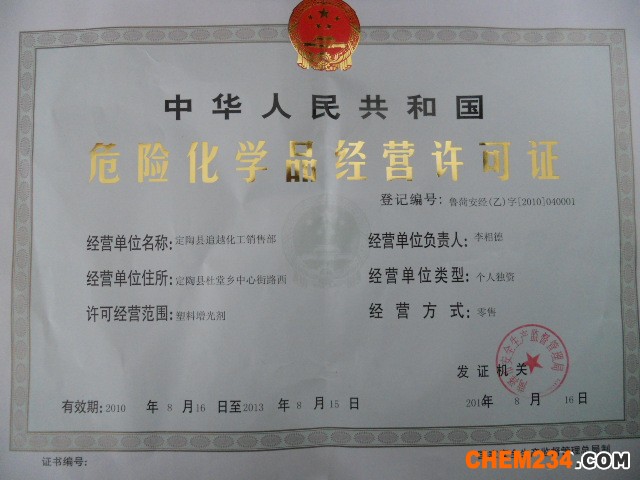 中华人民共和国
危险化学品经营许可证
登记编号: 鲁菏安经(乙)字[2010]040001
经营单位名称: 定陶县追越化工销售部
经营单位负责人: 李相德
经营单位住所: 定陶县杜堂乡中心街路西
经营单位类型: 个人独资
许可经营范围: 塑料增光剂
经营方式: 零售
发证机关
有效期: 2010 年 8 月 16 日至 2013 年 8 月 15 日
2010年 8 月 16 日
证书编号:
CHEM234.COM